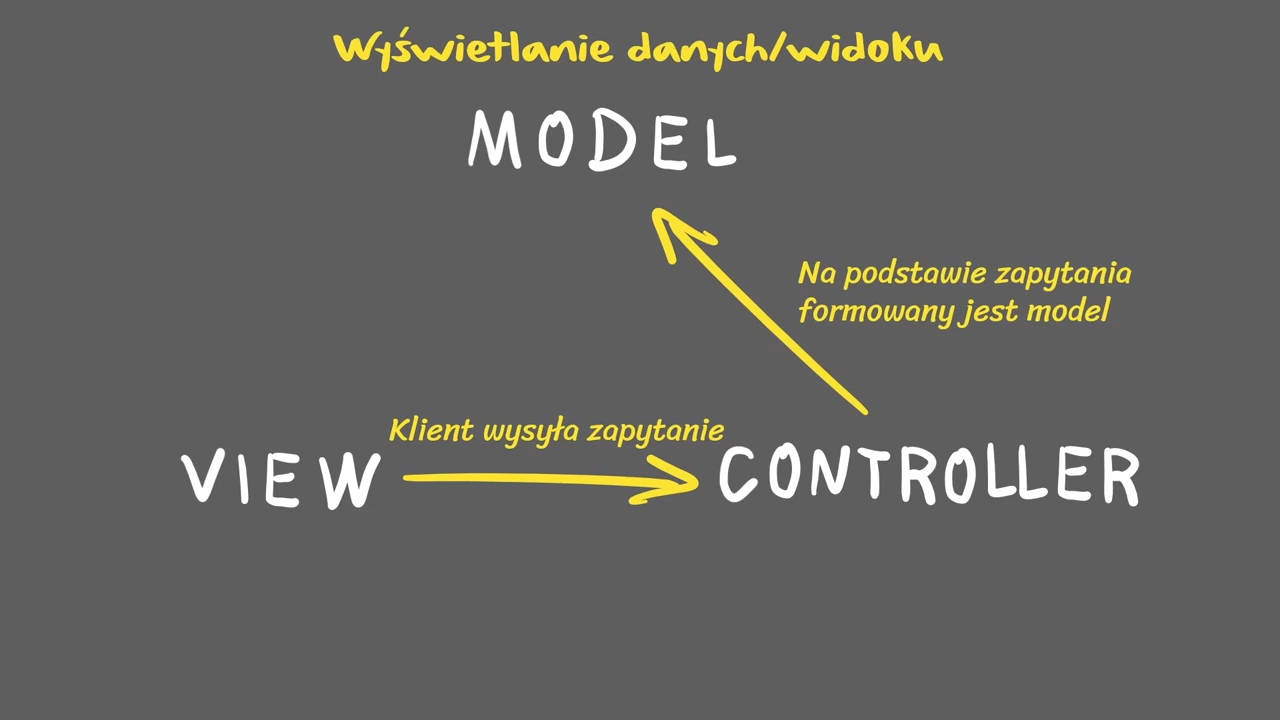 Wyświetlanie danych/widoku
MODEL
Na podstawie zapytania
formowany jest model
Klient wysyła zapytanie
VIEW
CONTROLLER